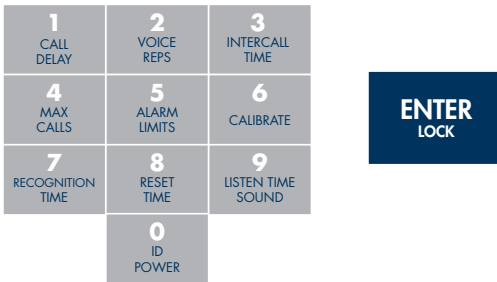 1
CALL
DELAY
2
VOICE
REPS
3
INTERCALL
TIME
4
MAX
CALLS
5
ALARM
LIMITS
6
CALIBRATE
7
RECOGNITION
TIME
8
RESET
TIME
9
LISTEN TIME
SOUND
0
ID
POWER
ENTER
LOCK